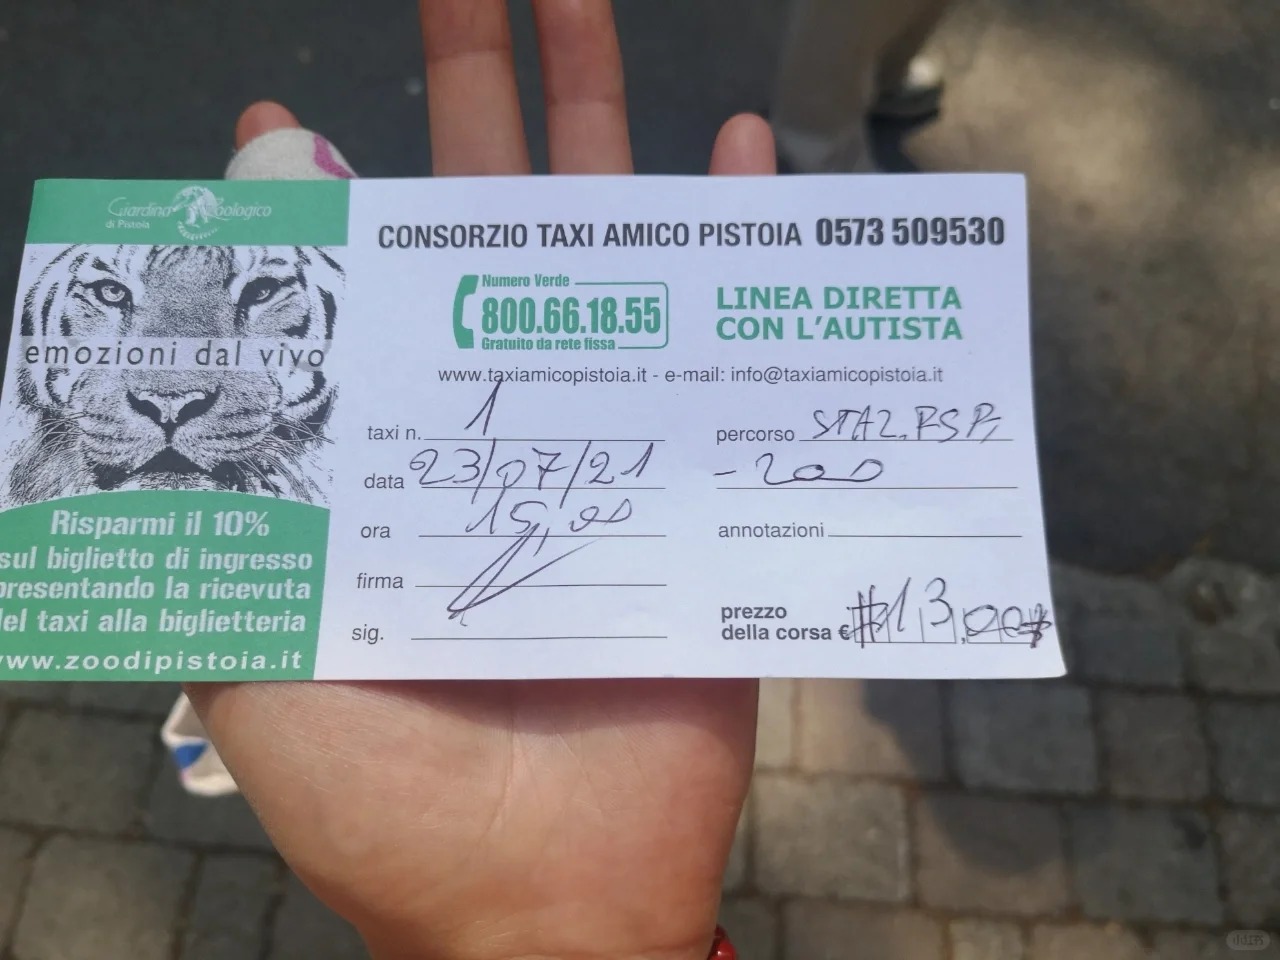 Giardino Zoologico
di Pistoia
emozioni dal vivo
Risparmi il 10%
sul biglietto di ingresso
presentando la ricevuta
del taxi alla biglietteria
www.zoodipistoia.it
CONSORZIO TAXI AMICO PISTOIA 0573 509530
Numero Verde
800.66.18.55
Gratuito da rete fissa
LINEA DIRETTA
CON L'AUTISTA
www.taxiamicopistoia.it - e-mail: info@taxiamicopistoia.it
taxi n. 1
data 23/07/21
ora 15,00
firma
sig.
percorso STAZ.
- ZOO
annotazioni
prezzo
della corsa € #13,00#